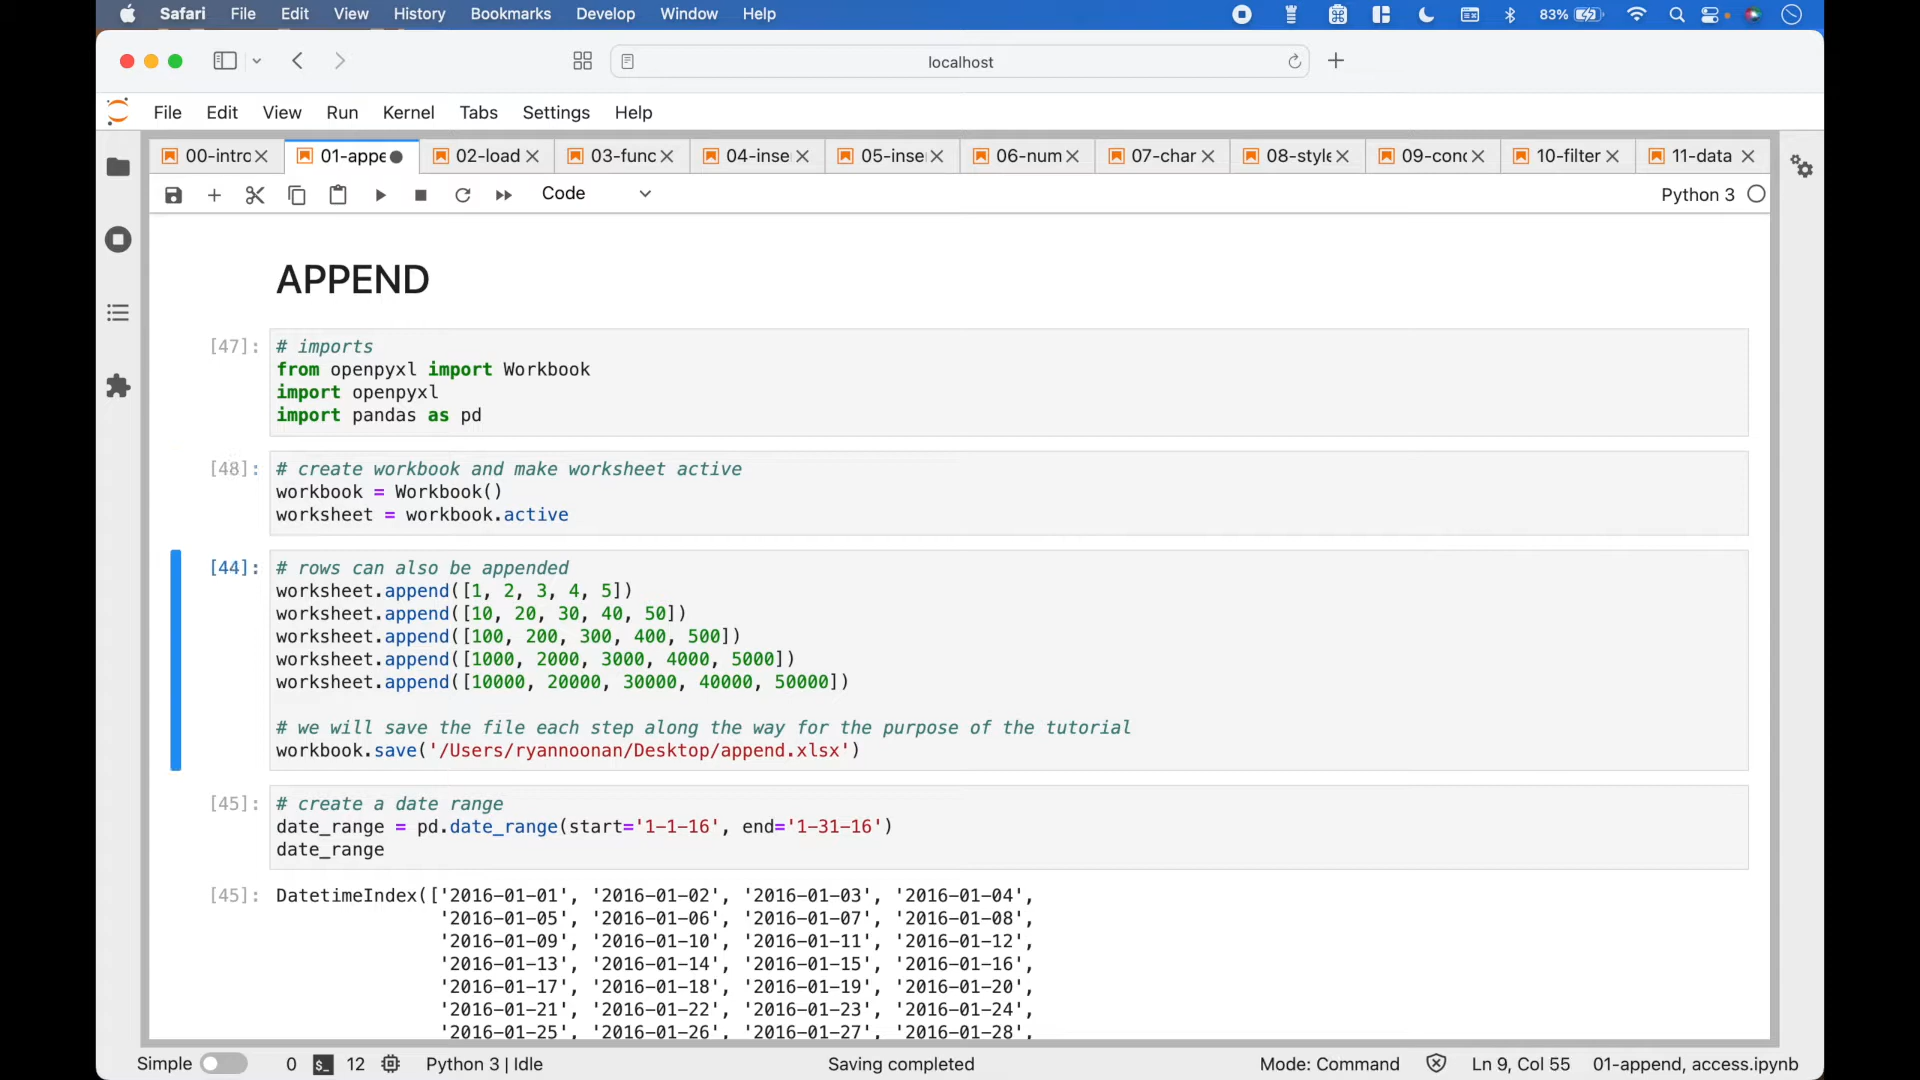 Safari File Edit View History Bookmarks Develop Window Help 83%
localhost
File Edit View Run Kernel Tabs Settings Help
00-intro 01-appe 02-load 03-func 04-inse 05-inse 06-num 07-char 08-style 09-conc 10-filter 11-data
Code Python 3
APPEND
[47]: # imports
from openpyxl import Workbook
import openpyxl
import pandas as pd
[48]: # create workbook and make worksheet active
workbook = Workbook()
worksheet = workbook.active
[44]: # rows can also be appended
worksheet.append([1, 2, 3, 4, 5])
worksheet.append([10, 20, 30, 40, 50])
worksheet.append([100, 200, 300, 400, 500])
worksheet.append([1000, 2000, 3000, 4000, 5000])
worksheet.append([10000, 20000, 30000, 40000, 50000])
# we will save the file each step along the way for the purpose of the tutorial
workbook.save('/Users/ryannoonan/Desktop/append.xlsx')
[45]: # create a date range
date_range = pd.date_range(start='1-1-16', end='1-31-16')
date_range
[45]: DatetimeIndex(['2016-01-01', '2016-01-02', '2016-01-03', '2016-01-04',
'2016-01-05', '2016-01-06', '2016-01-07', '2016-01-08',
'2016-01-09', '2016-01-10', '2016-01-11', '2016-01-12',
'2016-01-13', '2016-01-14', '2016-01-15', '2016-01-16',
'2016-01-17', '2016-01-18', '2016-01-19', '2016-01-20',
'2016-01-21', '2016-01-22', '2016-01-23', '2016-01-24',
'2016-01-25', '2016-01-26', '2016-01-27', '2016-01-28',
Simple 0 $_ 12 Python 3 | Idle Saving completed Mode: Command Ln 9, Col 55 01-append, access.ipynb